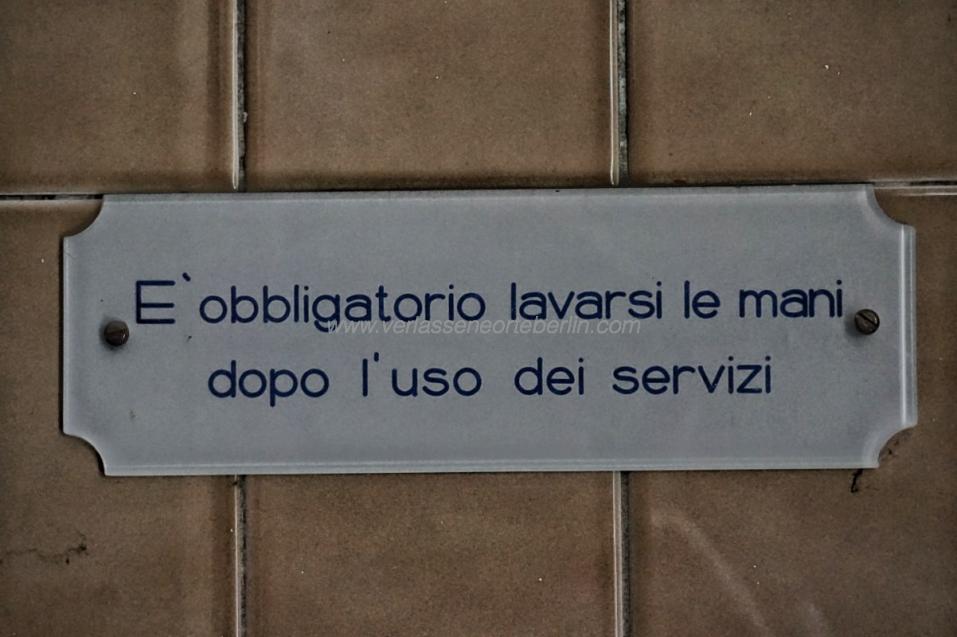 E` obbligatorio lavarsi le mani
www.verlasseneorteberlin.com
dopo l'uso dei servizi